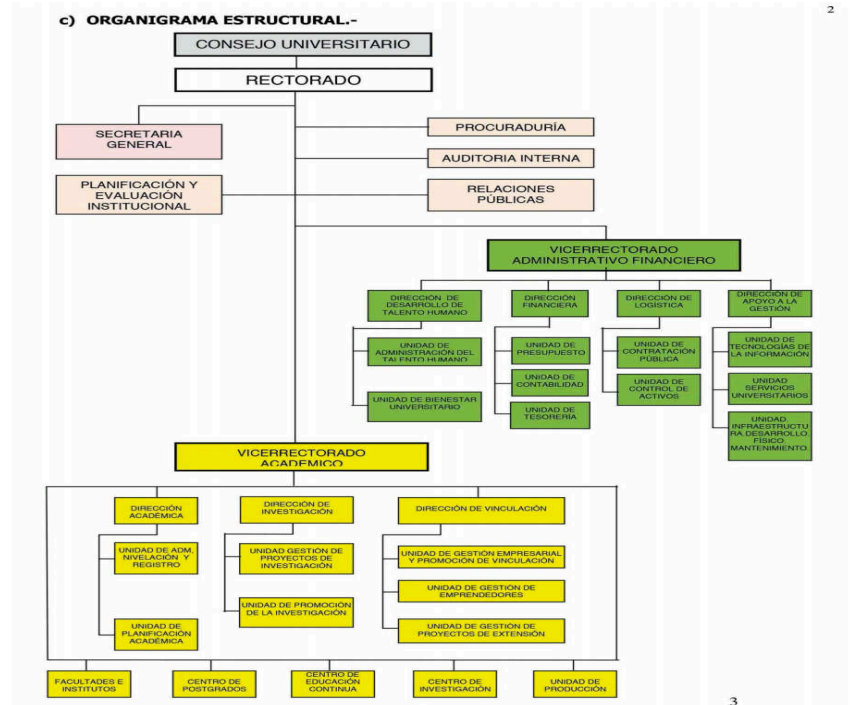 2
c) ORGANIGRAMA ESTRUCTURAL.-
CONSEJO UNIVERSITARIO
RECTORADO
SECRETARIA
GENERAL
PROCURADURÍA
AUDITORIA INTERNA
PLANIFICACIÓN Y
EVALUACIÓN
INSTITUCIONAL
RELACIONES
PÚBLICAS
VICERRECTORADO
ADMINISTRATIVO FINANCIERO
DIRECCIÓN DE
DESARROLLO DE
TALENTO HUMANO
UNIDAD DE
ADMINISTRACIÓN DEL
TALENTO HUMANO
UNIDAD DE BIENESTAR
UNIVERSITARIO
DIRECCIÓN
FINANCIERA
UNIDAD DE
PRESUPUESTO
UNIDAD DE
CONTABILIDAD
UNIDAD DE
TESORERÍA
DIRECCIÓN DE
LOGÍSTICA
UNIDAD DE
CONTRATACIÓN
PÚBLICA
UNIDAD DE
CONTROL DE
ACTIVOS
DIRECCIÓN DE
APOYO A LA
GESTIÓN
UNIDAD DE
TECNOLOGÍAS DE
LA INFORMACIÓN
UNIDAD
SERVICIOS
UNIVERSITARIOS
UNIDAD
INFRAESTRUCTU
RA,DESARROLLO
FÍSICO,
MANTENIMIENTO.
VICERRECTORADO
ACADEMICO
DIRECCIÓN
ACADÉMICA
UNIDAD DE ADM,
NIVELACIÓN Y
REGISTRO
UNIDAD DE
PLANIFICACIÓN
ACADÉMICA
DIRECCIÓN DE
INVESTIGACIÓN
UNIDAD GESTIÓN DE
PROYECTOS DE
INVESTIGACIÓN
UNIDAD DE PROMOCIÓN
DE LA INVESTIGACIÓN
DIRECCIÓN DE VINCULACIÓN
UNIDAD DE GESTIÓN EMPRESARIAL
Y PROMOCIÓN DE VINCULACIÓN
UNIDAD DE GESTIÓN DE
EMPRENDEDORES
UNIDAD DE GESTIÓN DE
PROYECTOS DE EXTENSIÓN
FACULTADES E
INSTITUTOS
CENTRO DE
POSTGRADOS
CENTRO DE
EDUCACIÓN
CONTINUA
CENTRO DE
INVESTIGACIÓN
UNIDAD DE
PRODUCCIÓN
3